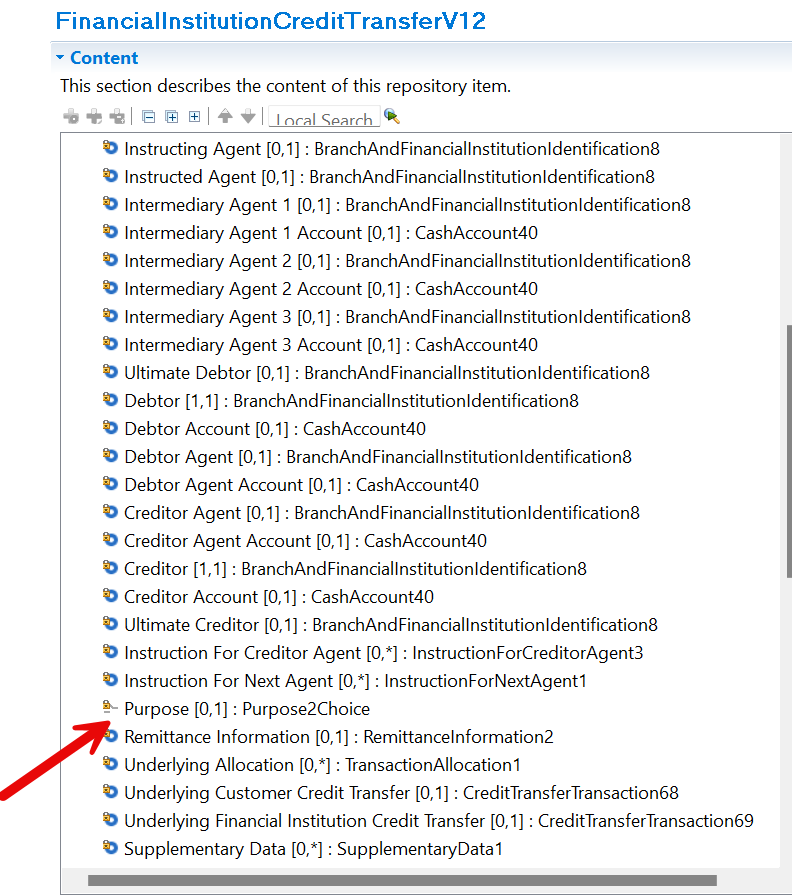 FinancialInstitutionCreditTransferV12
Content
This section describes the content of this repository item.
Local Search
Instructing Agent [0,1] : BranchAndFinancialInstitutionIdentification8
Instructed Agent [0,1] : BranchAndFinancialInstitutionIdentification8
Intermediary Agent 1 [0,1] : BranchAndFinancialInstitutionIdentification8
Intermediary Agent 1 Account [0,1] : CashAccount40
Intermediary Agent 2 [0,1] : BranchAndFinancialInstitutionIdentification8
Intermediary Agent 2 Account [0,1] : CashAccount40
Intermediary Agent 3 [0,1] : BranchAndFinancialInstitutionIdentification8
Intermediary Agent 3 Account [0,1] : CashAccount40
Ultimate Debtor [0,1] : BranchAndFinancialInstitutionIdentification8
Debtor [1,1] : BranchAndFinancialInstitutionIdentification8
Debtor Account [0,1] : CashAccount40
Debtor Agent [0,1] : BranchAndFinancialInstitutionIdentification8
Debtor Agent Account [0,1] : CashAccount40
Creditor Agent [0,1] : BranchAndFinancialInstitutionIdentification8
Creditor Agent Account [0,1] : CashAccount40
Creditor [1,1] : BranchAndFinancialInstitutionIdentification8
Creditor Account [0,1] : CashAccount40
Ultimate Creditor [0,1] : BranchAndFinancialInstitutionIdentification8
Instruction For Creditor Agent [0,*] : InstructionForCreditorAgent3
Instruction For Next Agent [0,*] : InstructionForNextAgent1
Purpose [0,1] : Purpose2Choice
Remittance Information [0,1] : RemittanceInformation2
Underlying Allocation [0,*] : TransactionAllocation1
Underlying Customer Credit Transfer [0,1] : CreditTransferTransaction68
Underlying Financial Institution Credit Transfer [0,1] : CreditTransferTransaction69
Supplementary Data [0,*] : SupplementaryData1